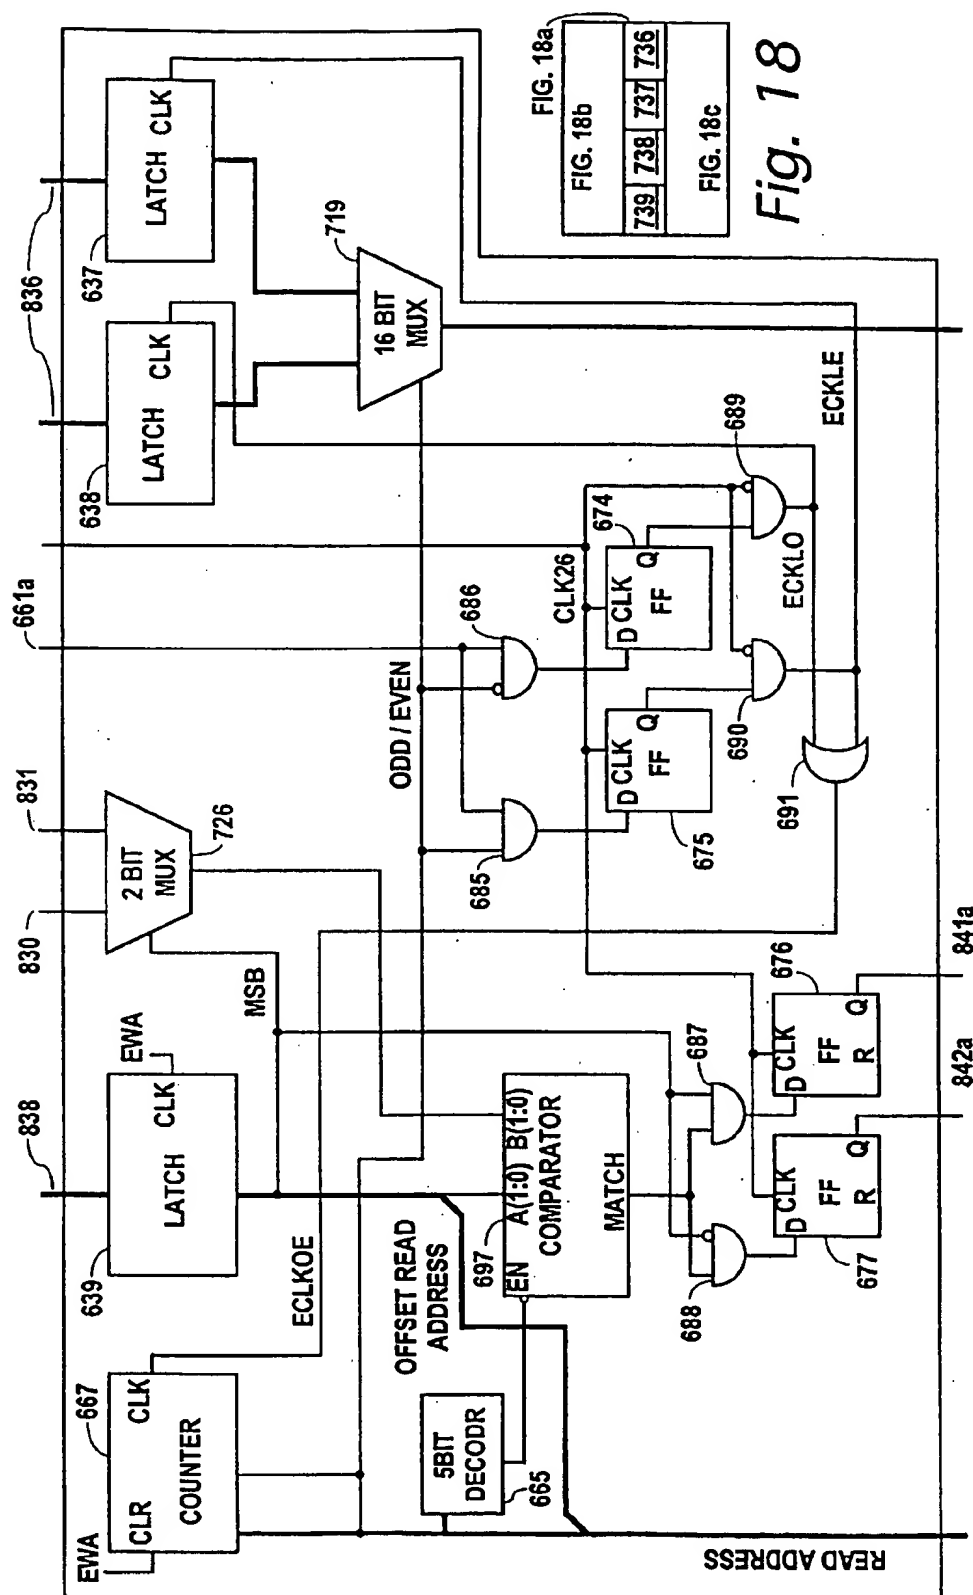 836
637
LATCH
CLK
638
LATCH
CLK
719
16 BIT
MUX
FIG. 18a
FIG. 18b
739
738
737
736
FIG. 18c
Fig. 18
661a
831
830
2 BIT
MUX
726
MSB
838
EWA
639
LATCH
CLK
EWA
667
CLR
CLK
COUNTER
ECLKOE
ODD / EVEN
686
685
CLK26
674
D
CLK
Q
FF
675
D
CLK
Q
FF
689
690
ECKLO
ECKLE
691
OFFSET READ
ADDRESS
697
EN
A(1:0)
B(1:0)
COMPARATOR
MATCH
5BIT
DECODR
665
687
688
676
D
CLK
Q
FF
R
677
D
CLK
Q
FF
R
841a
842a
READ ADDRESS